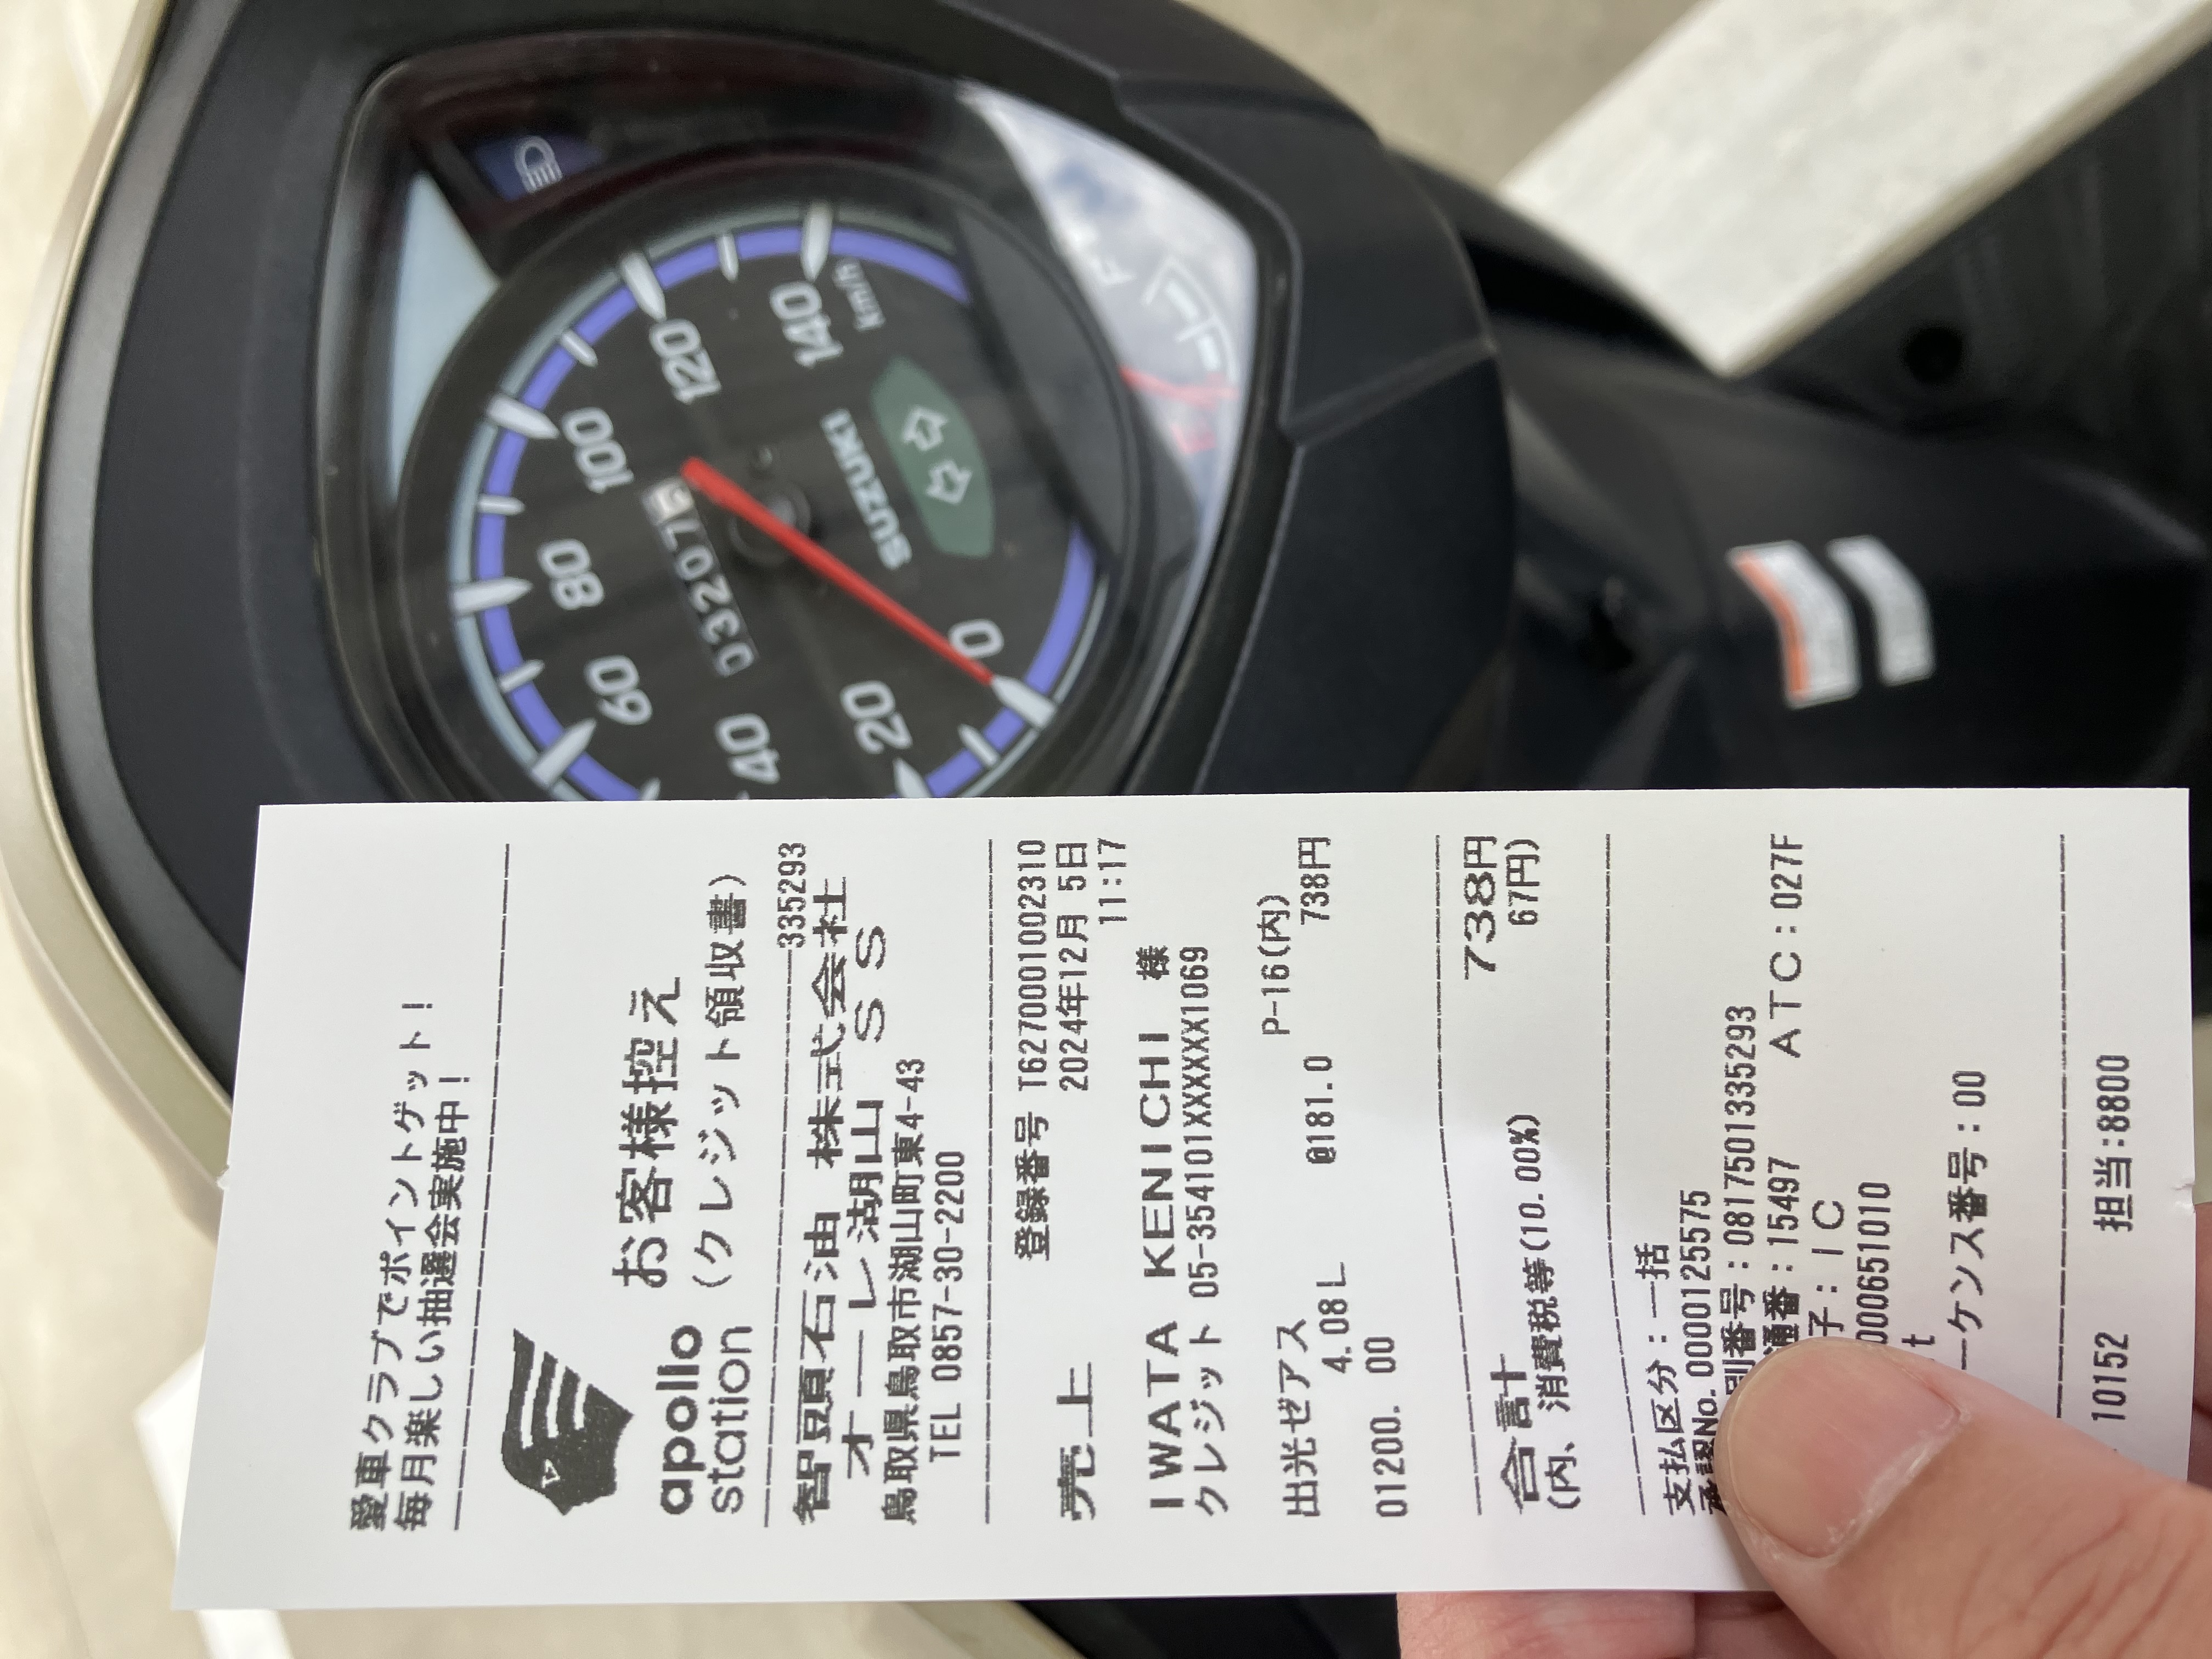 愛車クラブでポイントゲット！
毎月楽しい抽選会実施中！
apollo
station
お客様控え
(クレジット領収書)
335293
智頭石油 株式会社
オーレ湖山 ＳＳ
鳥取県鳥取市湖山町東4-43
TEL 0857-30-2200
登録番号 T6270001002310
売上 2024年12月 5日
11:17
IWATA KENICHI 様
クレジット 05-354101XXXXXX1069
P-16(内)
出光ゼアス
4.08L @181.0 738円
01200. 00
合計 738円
(内、消費税等(10.00%) 67円)
支払区分：一括
承認No.0000125575
別番号：0817501335293
通番：15497 ATC：027F
子：IC
000651010
t
ーケンス番号：00
10152 担当:8800
0
20
40
60
80
100
120
140
km/h
03207
SUZUKI
E
F